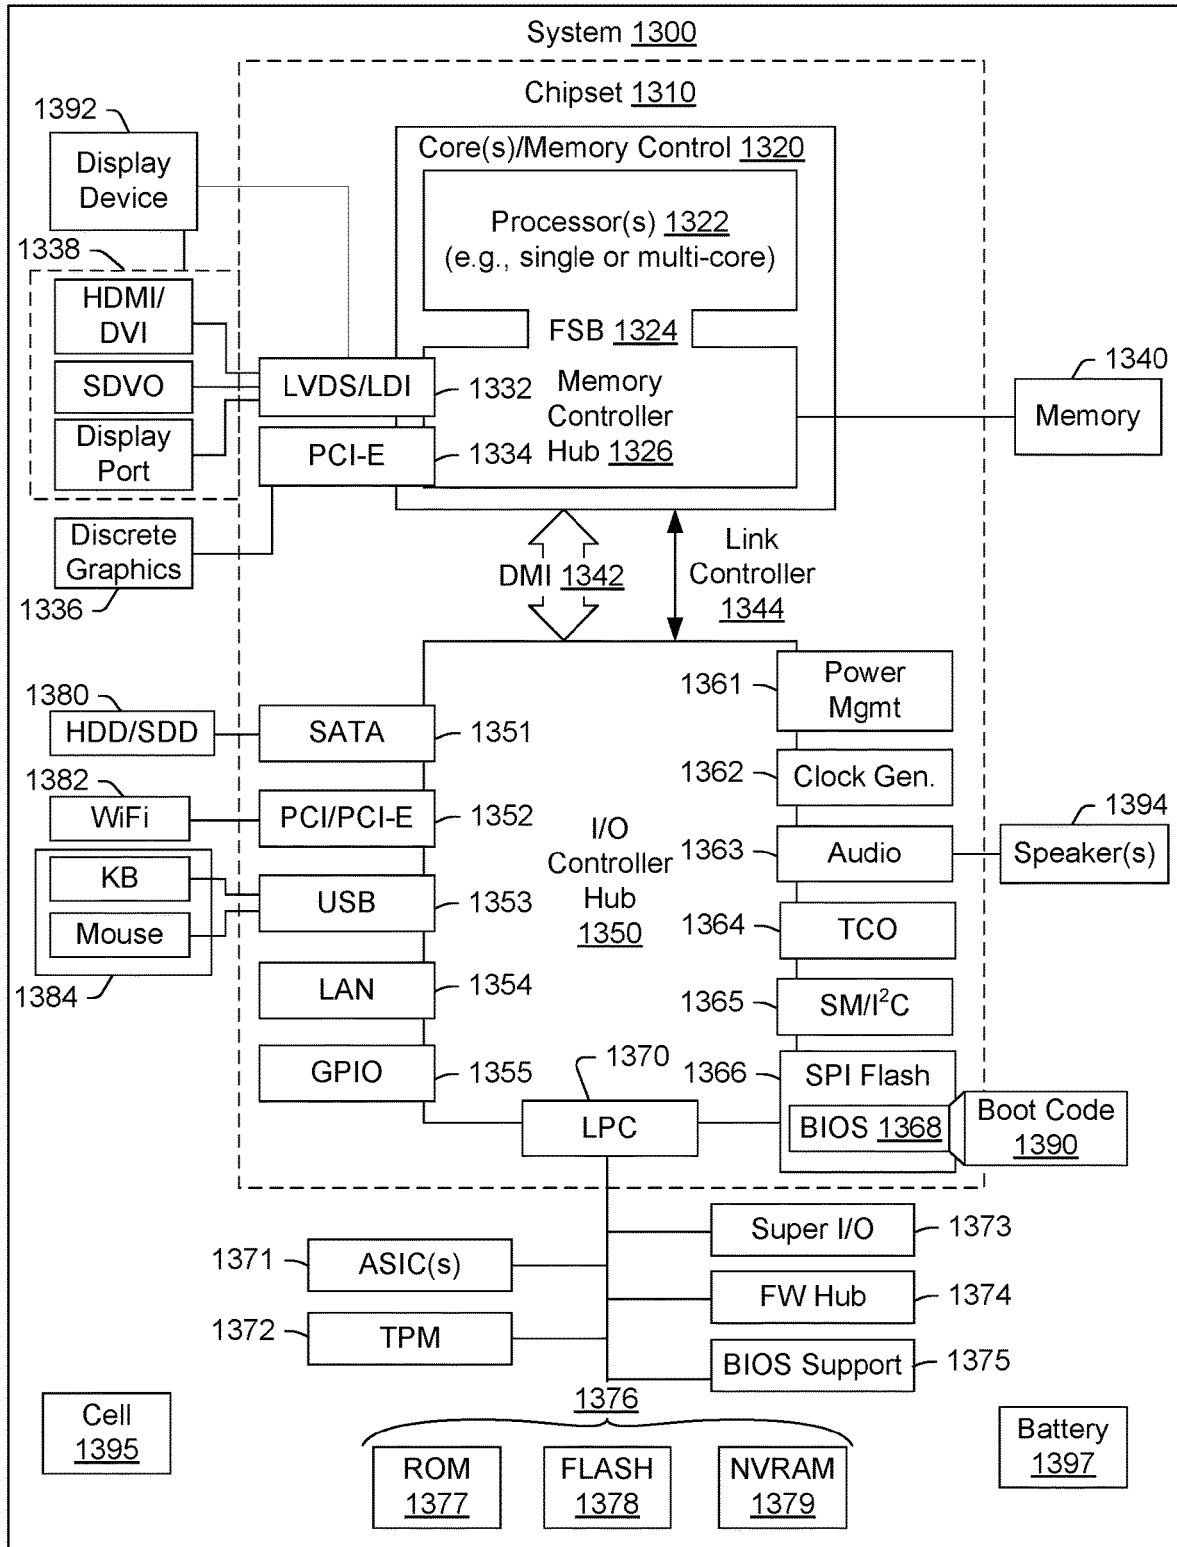 System 1300
Chipset 1310
1392
Display
Device
Core(s)/Memory Control 1320
Processor(s) 1322
(e.g., single or multi-core)
1338
HDMI/
DVI
SDVO
Display
Port
FSB 1324
LVDS/LDI
1332
PCI-E
1334
Memory
Controller
Hub 1326
1340
Memory
Discrete
Graphics
1336
DMI 1342
Link
Controller
1344
1380
HDD/SDD
SATA
1351
1361
Power
Mgmt
1382
WiFi
PCI/PCI-E
1352
1362
Clock Gen.
I/O
Controller
Hub
1350
1363
Audio
1394
Speaker(s)
KB
Mouse
1384
USB
1353
1364
TCO
LAN
1354
1365
SM/I²C
GPIO
1355
1370
LPC
1366
SPI Flash
BIOS 1368
Boot Code
1390
1371
ASIC(s)
Super I/O
1373
1372
TPM
FW Hub
1374
BIOS Support
1375
1376
Cell
1395
ROM
1377
FLASH
1378
NVRAM
1379
Battery
1397